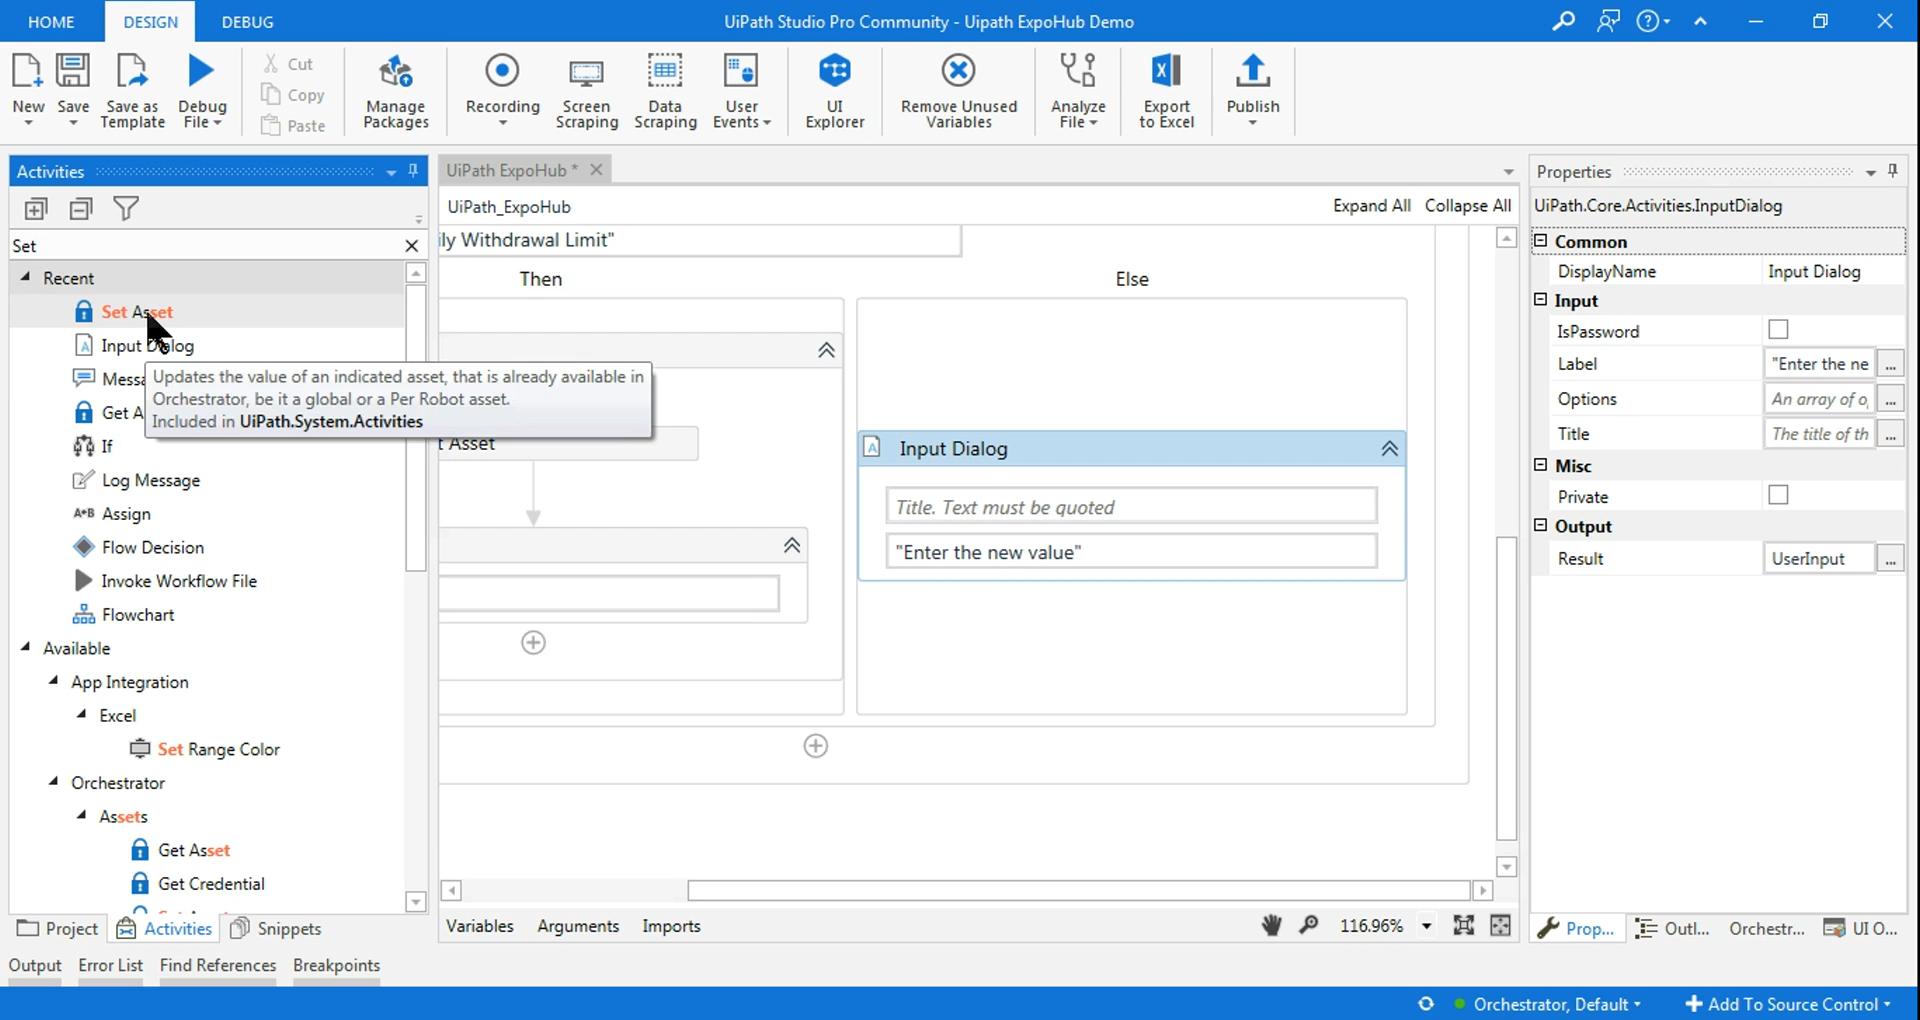 HOME DESIGN DEBUG UiPath Studio Pro Community - Uipath ExpoHub Demo
New Save Save as Template Debug File
Cut
Copy
Paste
Manage Packages
Recording
Screen Scraping
Data Scraping
User Events
UI Explorer
Remove Unused Variables
Analyze File
Export to Excel
Publish
Activities
Set
Recent
Set Asset
Input Dialog
Messa
Get A
If
Log Message
A+B Assign
Flow Decision
Invoke Workflow File
Flowchart
Available
App Integration
Excel
Set Range Color
Orchestrator
Assets
Get Asset
Get Credential
Updates the value of an indicated asset, that is already available in
Orchestrator, be it a global or a Per Robot asset.
Included in UiPath.System.Activities
Project Activities Snippets
UiPath ExpoHub *
UiPath_ExpoHub Expand All Collapse All
ily Withdrawal Limit"
Then Else
t Asset
Input Dialog
Title. Text must be quoted
"Enter the new value"
Variables Arguments Imports 116.96%
Properties
UiPath.Core.Activities.InputDialog
Common
DisplayName Input Dialog
Input
IsPassword
Label "Enter the ne ...
Options An array of o, ...
Title The title of th ...
Misc
Private
Output
Result UserInput ...
Prop... Outl... Orchestr... UI O...
Output Error List Find References Breakpoints
Orchestrator, Default Add To Source Control